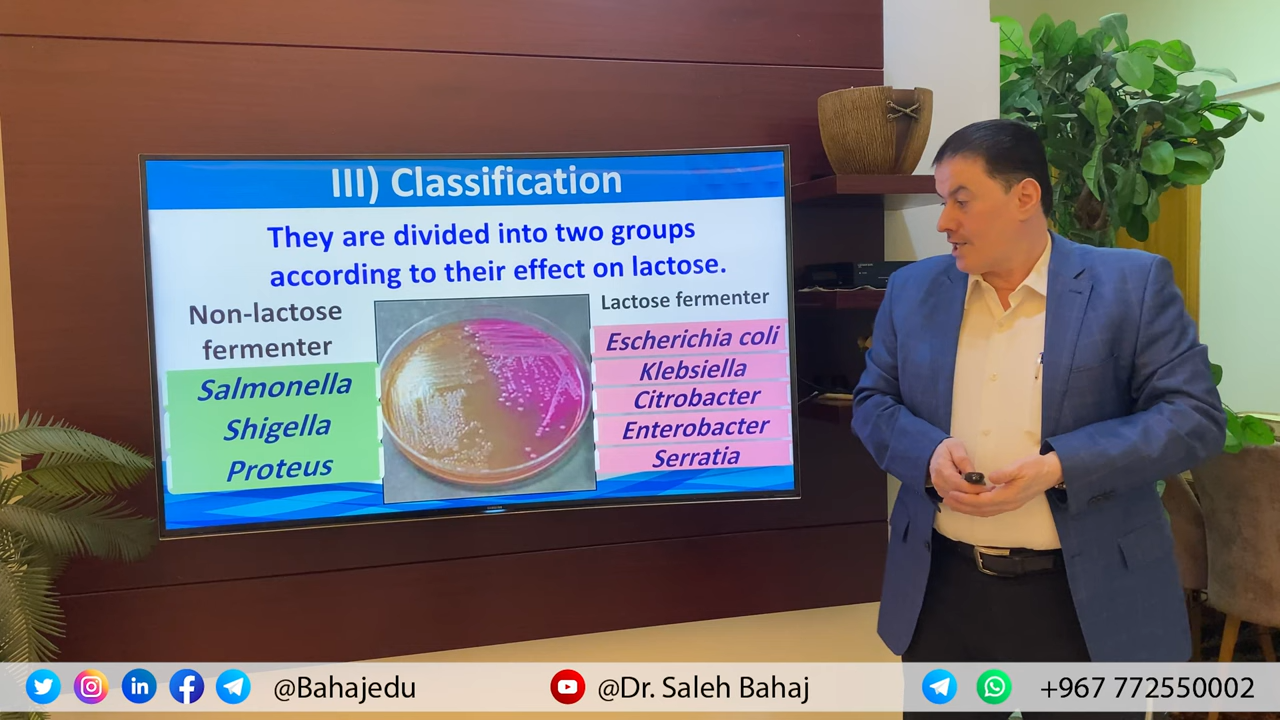 III) Classification
They are divided into two groups
according to their effect on lactose.
Non-lactose
fermenter
Salmonella
Shigella
Proteus
Lactose fermenter
Escherichia coli
Klebsiella
Citrobacter
Enterobacter
Serratia
@Bahajedu
@Dr. Saleh Bahaj
+967 772550002